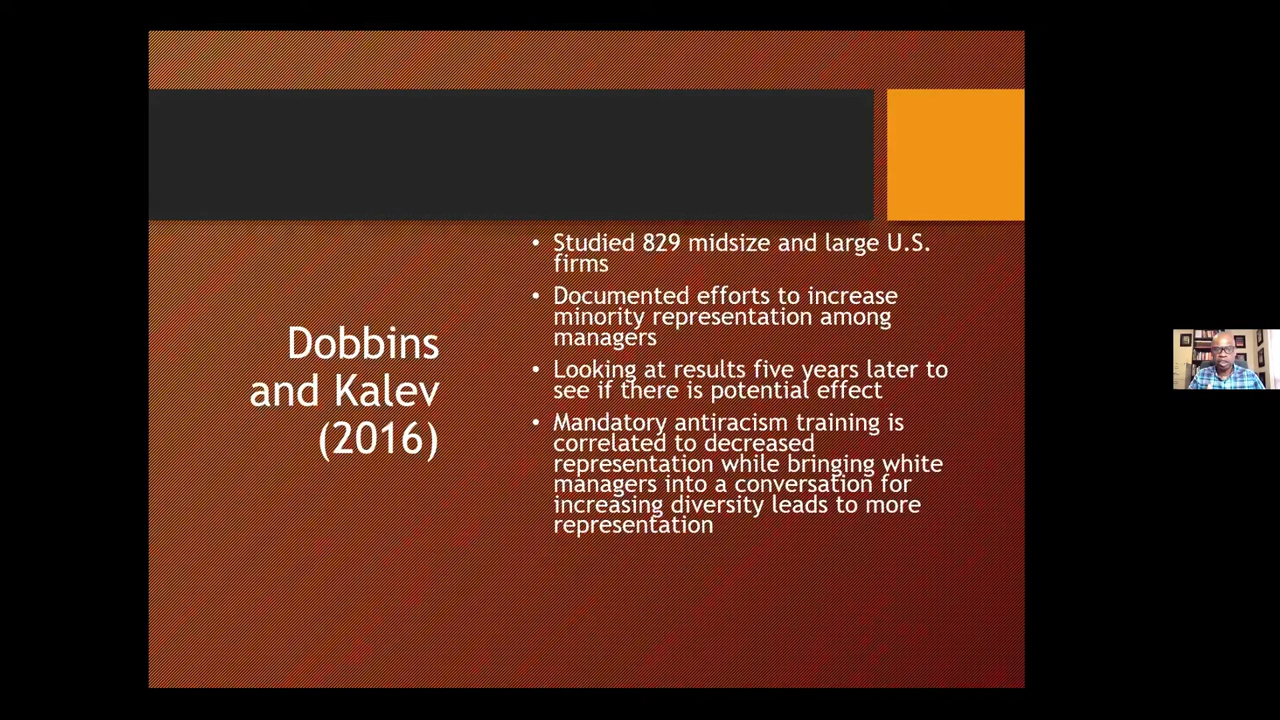 Dobbins
and Kalev
(2016)
• Studied 829 midsize and large U.S.
firms
• Documented efforts to increase
minority representation among
managers
• Looking at results five years later to
see if there is potential effect
• Mandatory antiracism training is
correlated to decreased
representation while bringing white
managers into a conversation for
increasing diversity leads to more
representation